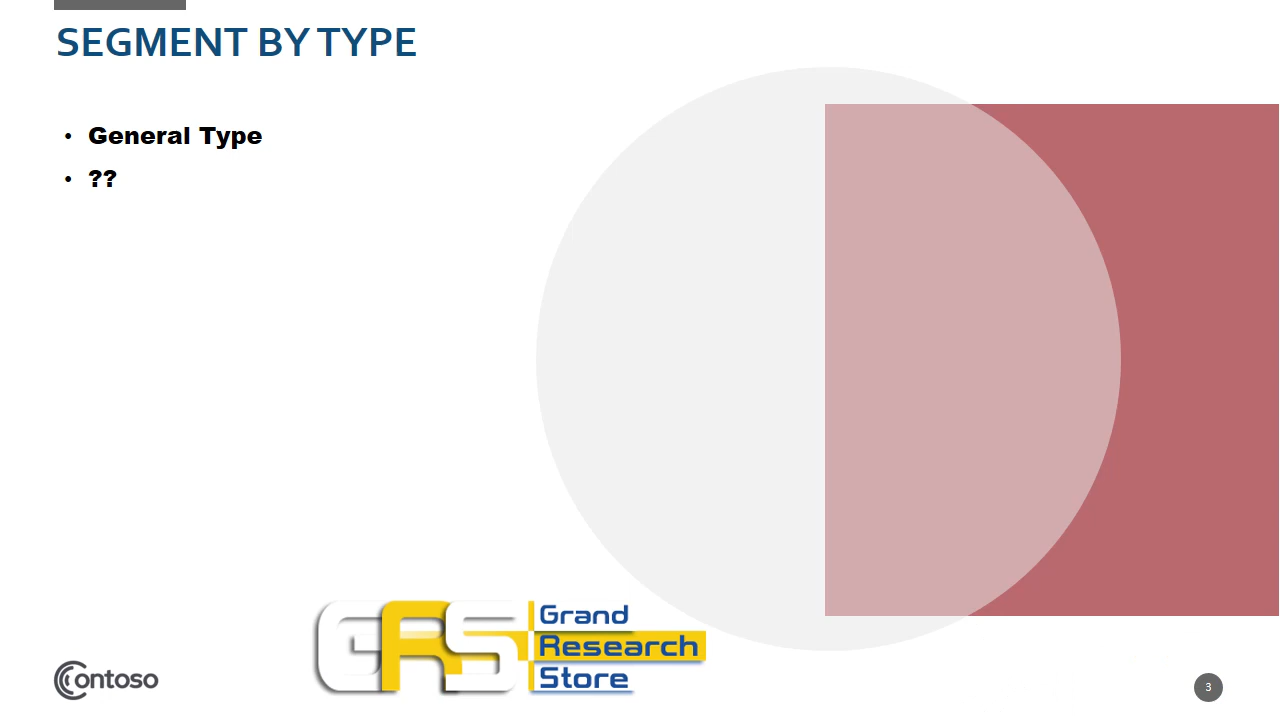 SEGMENT BY TYPE
• General Type
• ??
GRS
Grand
Research
Store
Contoso
3